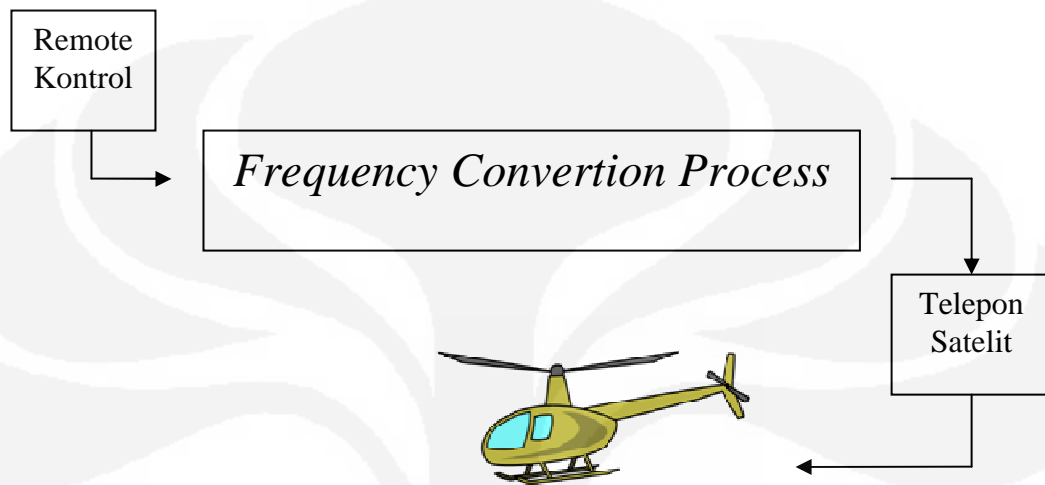 Remote
Kontrol
Frequency Convertion Process
Telepon
Satelit